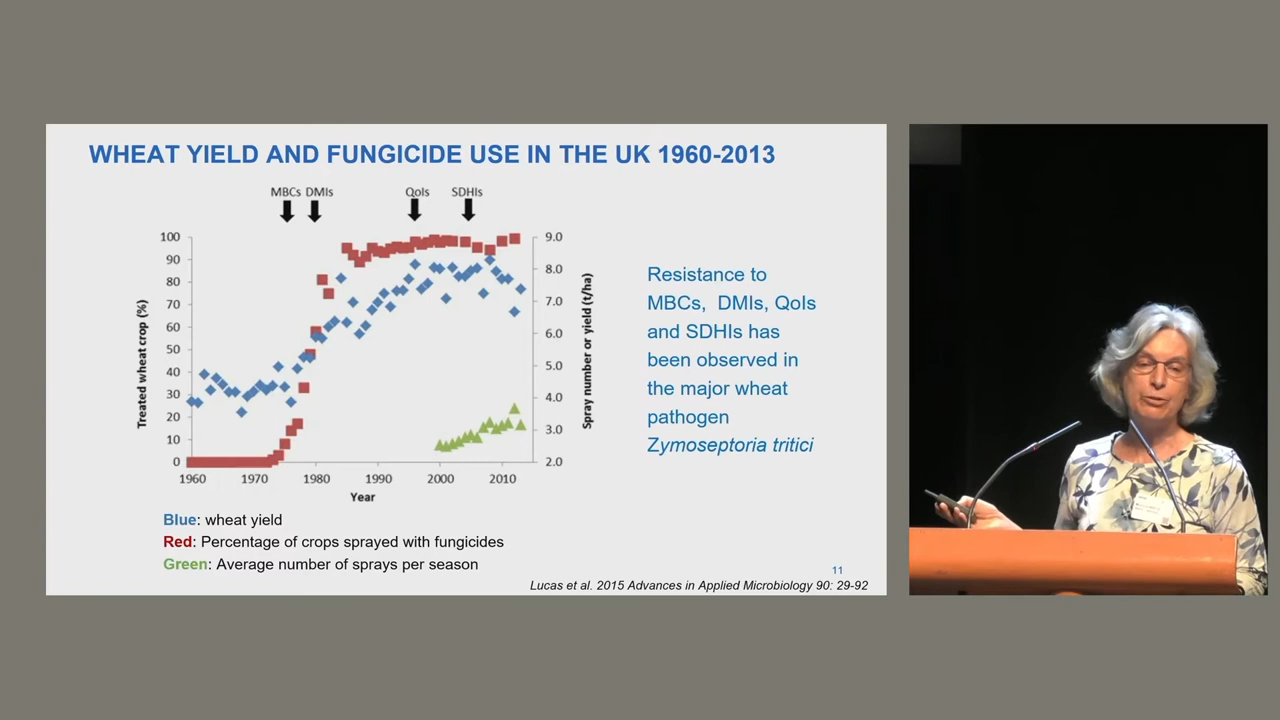 WHEAT YIELD AND FUNGICIDE USE IN THE UK 1960-2013
MBCs DMIs QoIs SDHIs
100
90
80
70
60
50
40
30
20
10
0
Treated wheat crop (%)
9.0
8.0
7.0
6.0
5.0
4.0
3.0
2.0
Spray number or yield (t/ha)
1960 1970 1980 1990 2000 2010
Year
Blue: wheat yield
Red: Percentage of crops sprayed with fungicides
Green: Average number of sprays per season
Resistance to
MBCs, DMIs, QoIs
and SDHIs has
been observed in
the major wheat
pathogen
Zymoseptoria tritici
11
Lucas et al. 2015 Advances in Applied Microbiology 90: 29-92